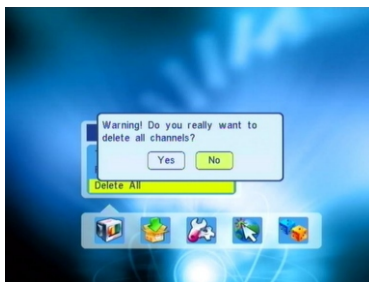 Warning! Do you really want to
delete all channels?
Yes No
Delete All